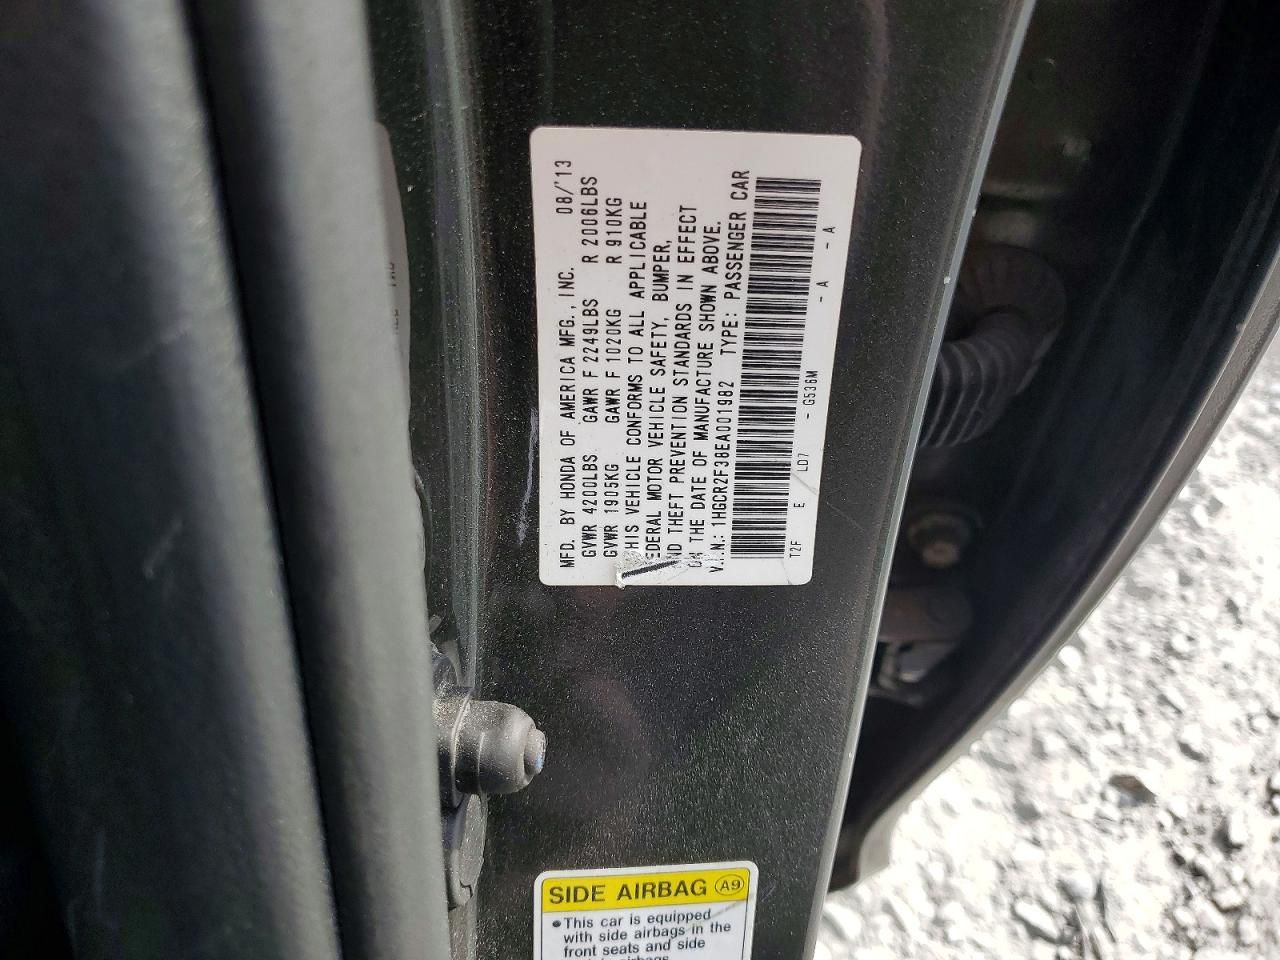 MFD. BY HONDA OF AMERICA MFG., INC. 08/'13
GVWR 4200LBS GAWR F 2249LBS R 2006LBS
GVWR 1905KG GAWR F 1020KG R 910KG
HIS VEHICLE CONFORMS TO ALL APPLICABLE
EDERAL MOTOR VEHICLE SAFETY, BUMPER,
ND THEFT PREVENTION STANDARDS IN EFFECT
ON THE DATE OF MANUFACTURE SHOWN ABOVE.
V.I.N.: 1HGCR2F38EA001982 TYPE: PASSENGER CAR
T2F E LD7 - G536M - A - A
SIDE AIRBAG A9
• This car is equipped
with side airbags in the
front seats and side